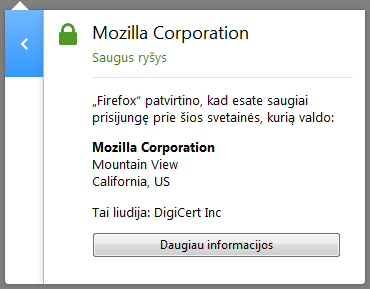 Mozilla Corporation
Saugus ryšys
„Firefox“ patvirtino, kad esate saugiai
prisijungę prie šios svetainės, kurią valdo:
Mozilla Corporation
Mountain View
California, US
Tai liudija: DigiCert Inc
Daugiau informacijos